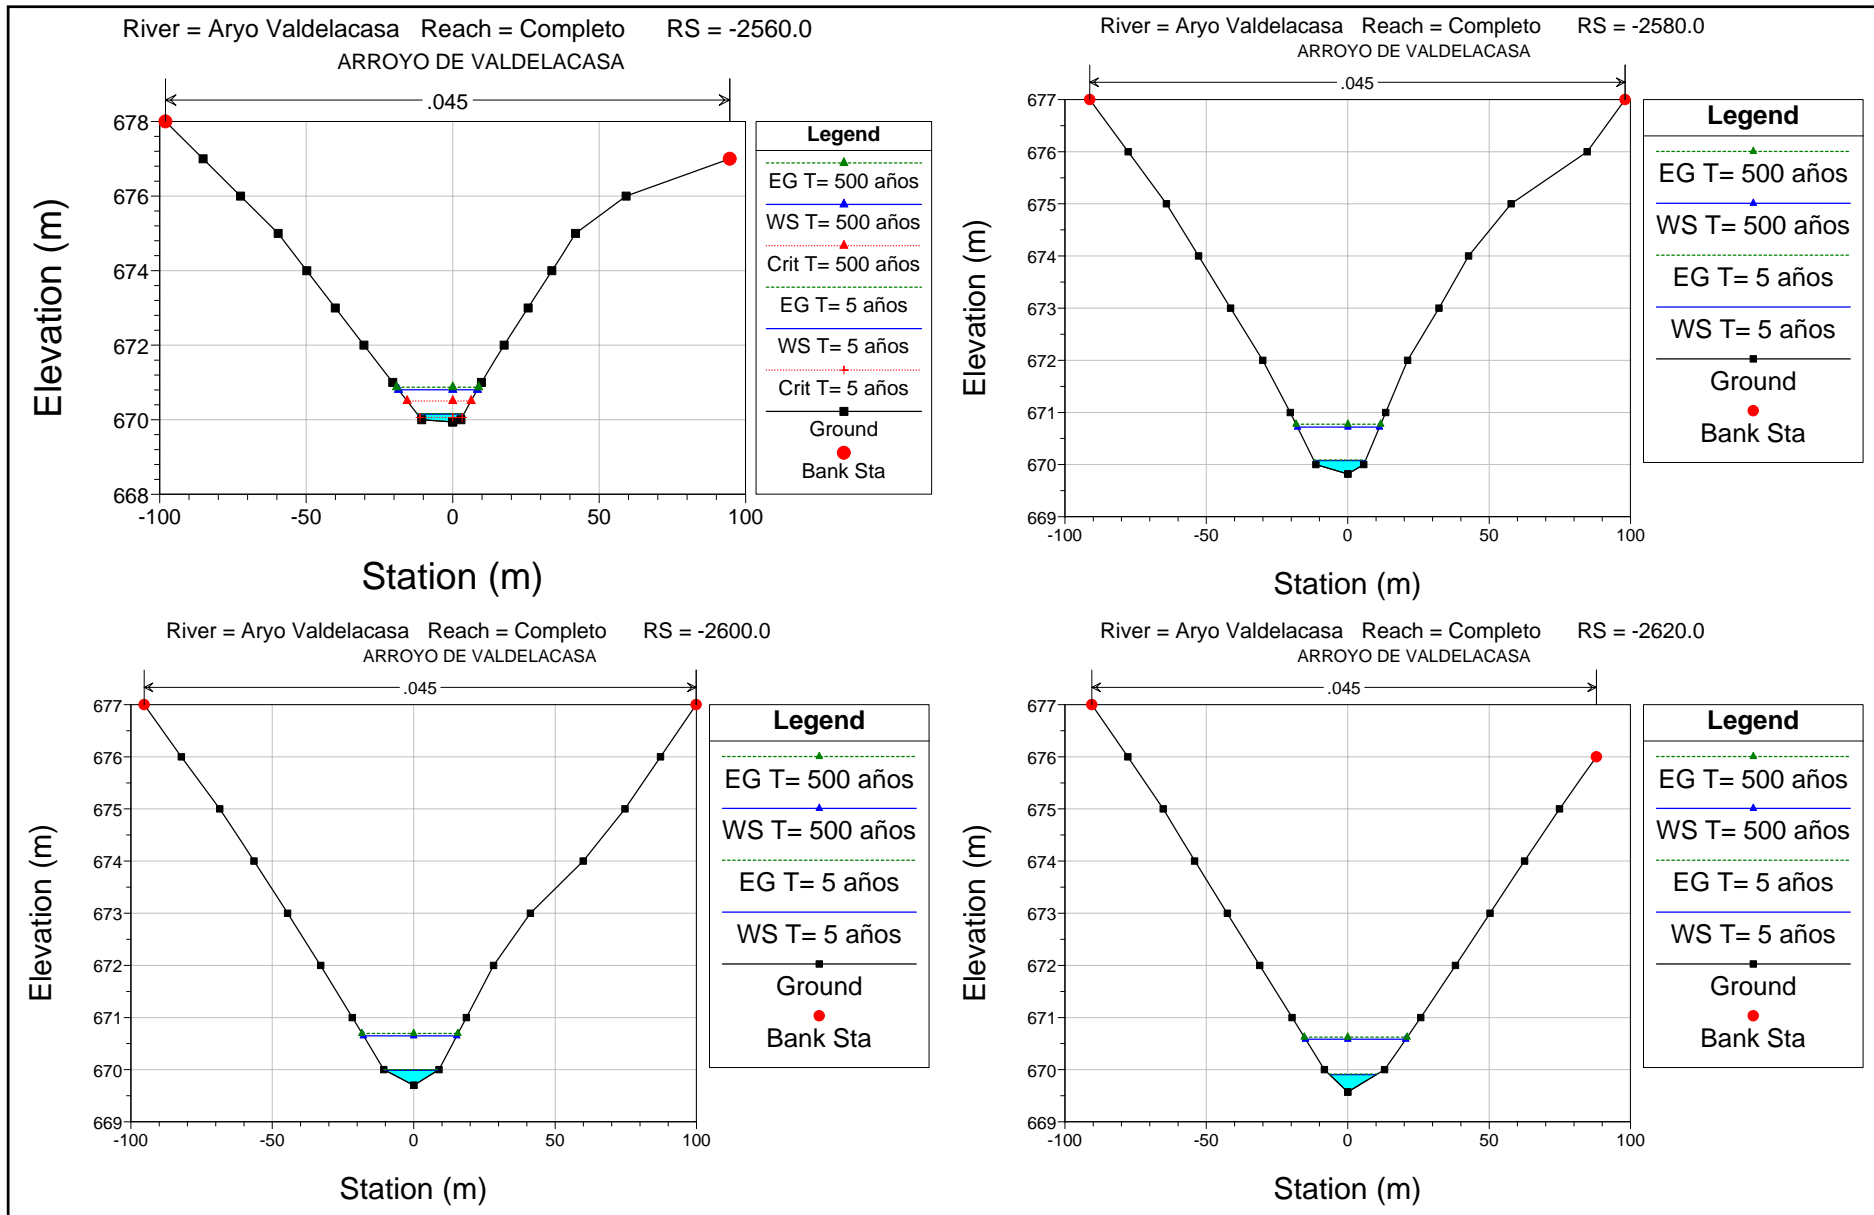 River = Aryo Valdelacasa   Reach = Completo      RS = -2560.0
ARROYO DE VALDELACASA
.045
678
676
674
672
670
668
-100
-50
0
50
100
Elevation (m)
Station (m)
Legend
EG T= 500 años
WS T= 500 años
Crit T= 500 años
EG T= 5 años
WS T= 5 años
Crit T= 5 años
Ground
Bank Sta
River = Aryo Valdelacasa   Reach = Completo      RS = -2580.0
ARROYO DE VALDELACASA
.045
677
676
675
674
673
672
671
670
669
-100
-50
0
50
100
Elevation (m)
Station (m)
Legend
EG T= 500 años
WS T= 500 años
EG T= 5 años
WS T= 5 años
Ground
Bank Sta
River = Aryo Valdelacasa   Reach = Completo      RS = -2600.0
ARROYO DE VALDELACASA
.045
677
676
675
674
673
672
671
670
669
-100
-50
0
50
100
Elevation (m)
Station (m)
Legend
EG T= 500 años
WS T= 500 años
EG T= 5 años
WS T= 5 años
Ground
Bank Sta
River = Aryo Valdelacasa   Reach = Completo      RS = -2620.0
ARROYO DE VALDELACASA
.045
677
676
675
674
673
672
671
670
669
-100
-50
0
50
100
Elevation (m)
Station (m)
Legend
EG T= 500 años
WS T= 500 años
EG T= 5 años
WS T= 5 años
Ground
Bank Sta